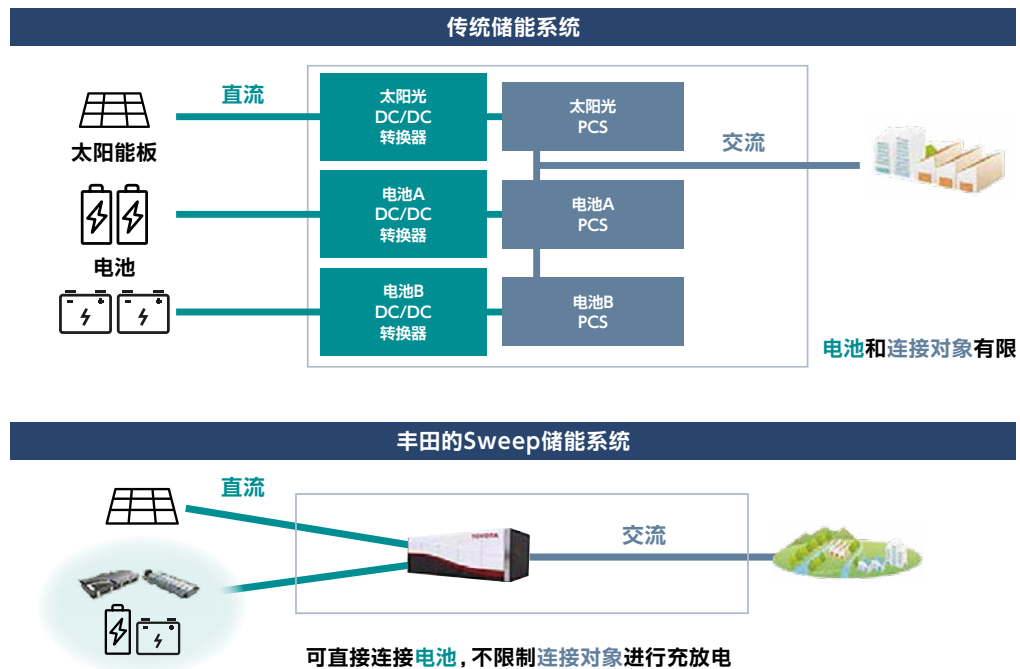 传统储能系统
直流
太阳能板
电池
太阳光
DC/DC
转换器
太阳光
PCS
电池A
DC/DC
转换器
电池A
PCS
电池B
DC/DC
转换器
电池B
PCS
交流
电池和连接对象有限
丰田的Sweep储能系统
直流
TOYOTA
交流
可直接连接电池，不限制连接对象进行充放电